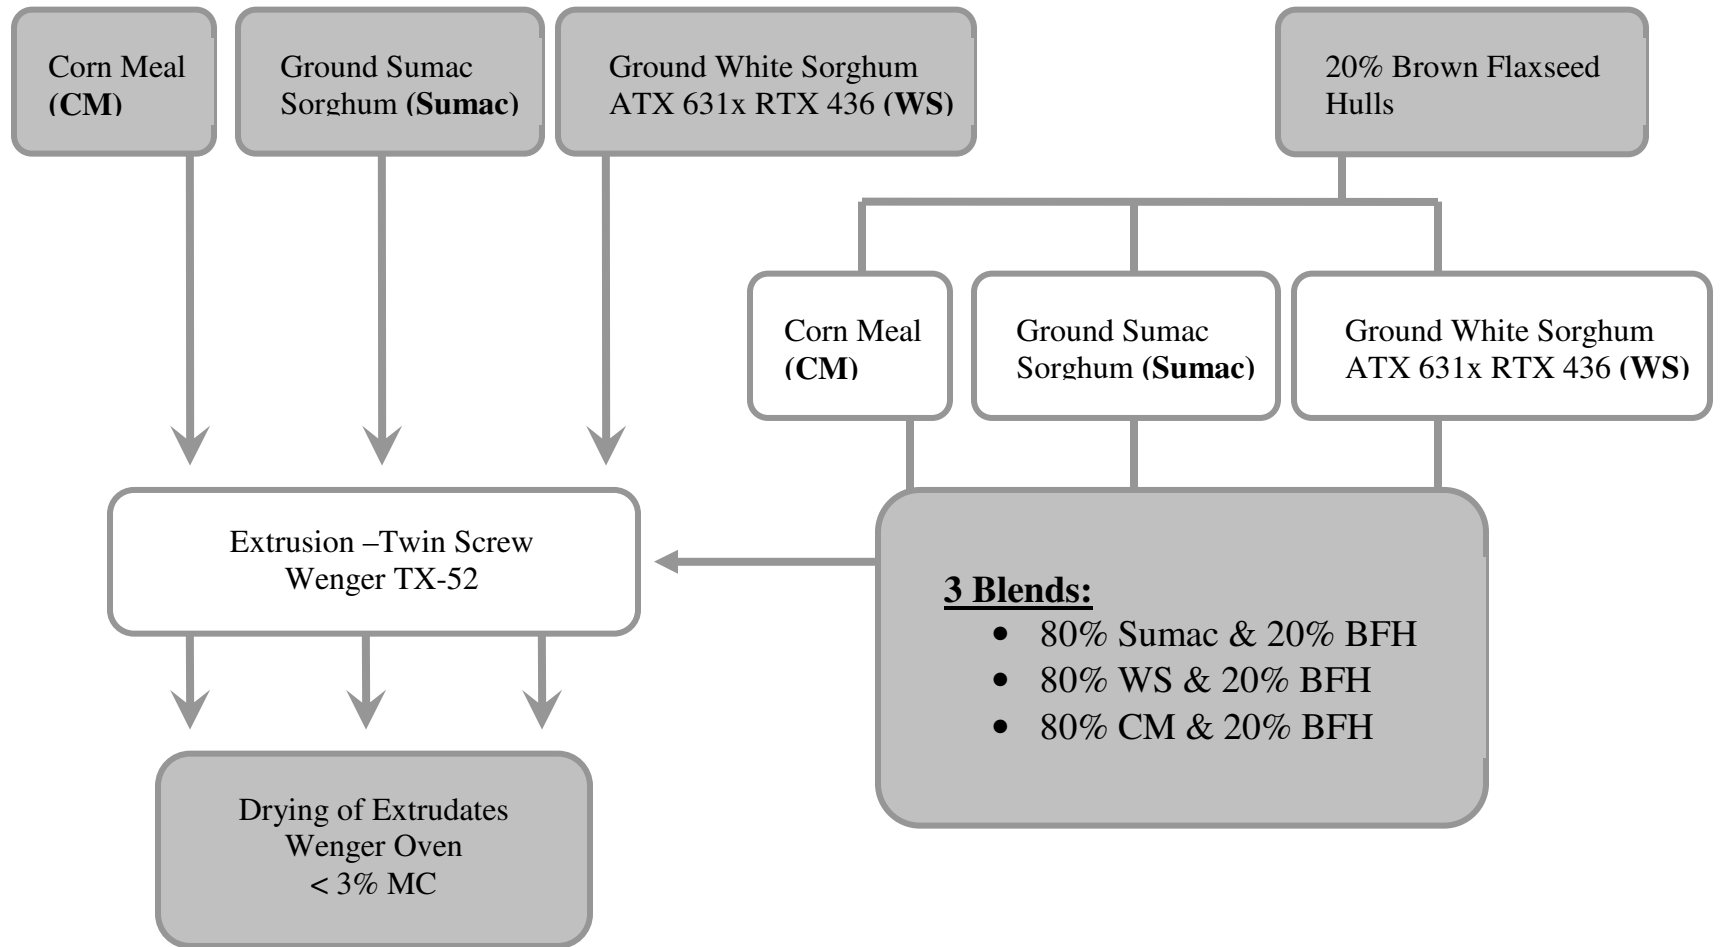 Corn Meal
(CM)
Ground Sumac
Sorghum (Sumac)
Ground White Sorghum
ATX 631x RTX 436 (WS)
20% Brown Flaxseed
Hulls
Corn Meal
(CM)
Ground Sumac
Sorghum (Sumac)
Ground White Sorghum
ATX 631x RTX 436 (WS)
Extrusion –Twin Screw
Wenger TX-52
3 Blends:
• 80% Sumac & 20% BFH
• 80% WS & 20% BFH
• 80% CM & 20% BFH
Drying of Extrudates
Wenger Oven
< 3% MC